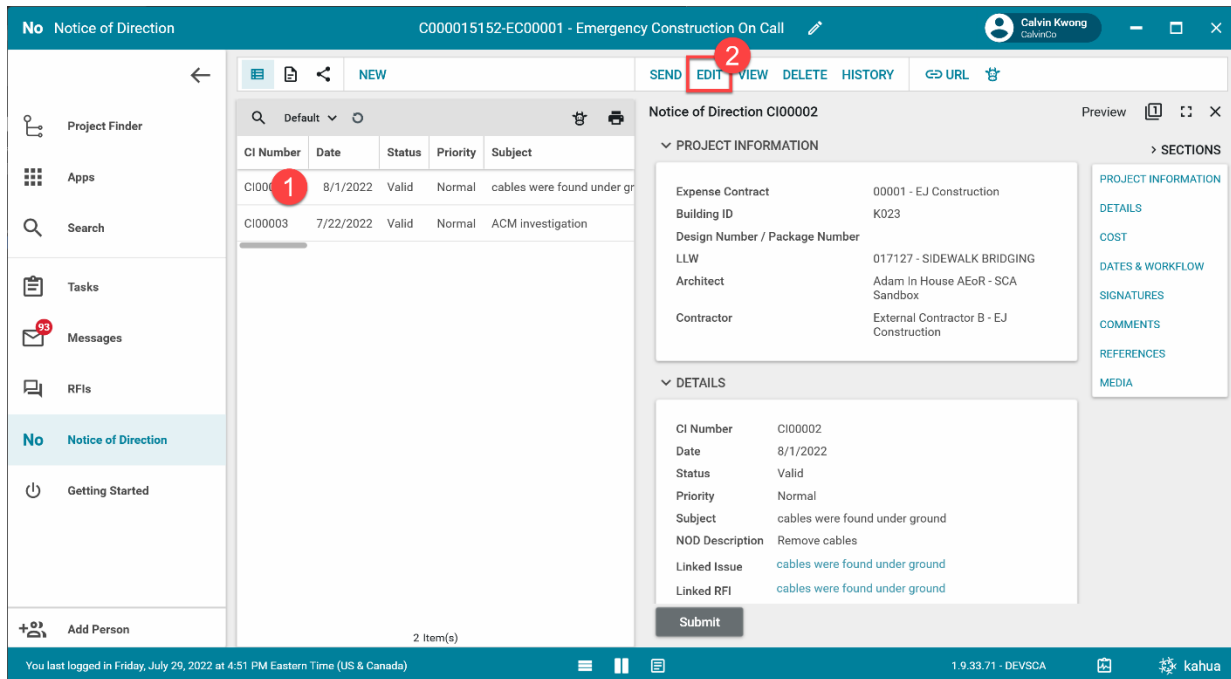 No Notice of Direction
C000015152-EC00001 - Emergency Construction On Call
Calvin Kwong
CalvinCo
Project Finder
Apps
Search
Tasks
93
Messages
RFIs
No Notice of Direction
Getting Started
Add Person
NEW
Default
CI Number Date Status Priority Subject
CI000 1 8/1/2022 Valid Normal cables were found under gr
CI00003 7/22/2022 Valid Normal ACM investigation
2 Item(s)
2
SEND EDIT VIEW DELETE HISTORY URL
Notice of Direction CI00002
Preview 1
PROJECT INFORMATION
Expense Contract 00001 - EJ Construction
Building ID K023
Design Number / Package Number
LLW 017127 - SIDEWALK BRIDGING
Architect Adam In House AEoR - SCA
Sandbox
Contractor External Contractor B - EJ
Construction
DETAILS
CI Number CI00002
Date 8/1/2022
Status Valid
Priority Normal
Subject cables were found under ground
NOD Description Remove cables
Linked Issue cables were found under ground
Linked RFI cables were found under ground
Submit
SECTIONS
PROJECT INFORMATION
DETAILS
COST
DATES & WORKFLOW
SIGNATURES
COMMENTS
REFERENCES
MEDIA
You last logged in Friday, July 29, 2022 at 4:51 PM Eastern Time (US & Canada)
1.9.33.71 - DEVSCA
kahua